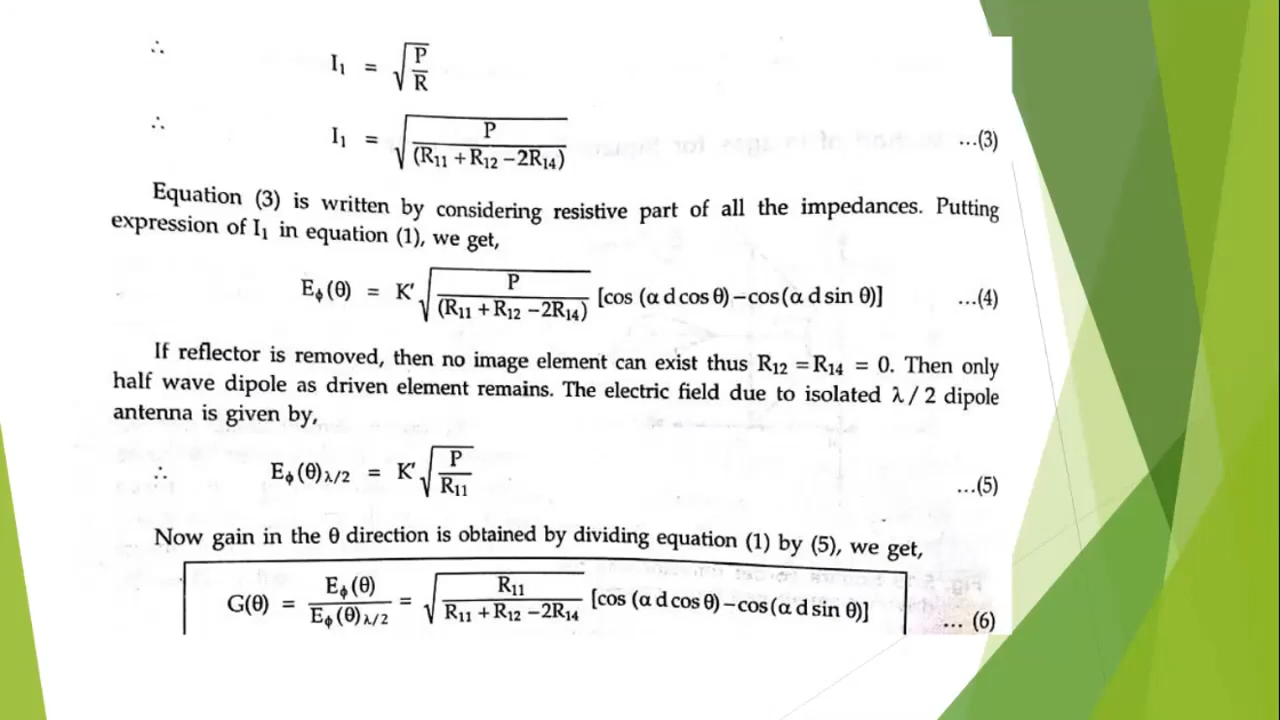 ∴ I₁ = √(P/R)
∴ I₁ = √(P/(R₁₁ + R₁₂ − 2R₁₄)) ...(3)
Equation (3) is written by considering resistive part of all the impedances. Putting
expression of I₁ in equation (1), we get,
E_ϕ(θ) = K′ √(P/(R₁₁ + R₁₂ − 2R₁₄)) [cos (α d cos θ) − cos (α d sin θ)] ...(4)
If reflector is removed, then no image element can exist thus R₁₂ = R₁₄ = 0. Then only
half wave dipole as driven element remains. The electric field due to isolated λ / 2 dipole
antenna is given by,
∴ E_ϕ(θ)_λ/2 = K′ √(P/R₁₁) ...(5)
Now gain in the θ direction is obtained by dividing equation (1) by (5), we get,
G(θ) = E_ϕ(θ)/E_ϕ(θ)_λ/2 = √(R₁₁/(R₁₁ + R₁₂ − 2R₁₄)) [cos (α d cos θ) − cos (α d sin θ)] ... (6)